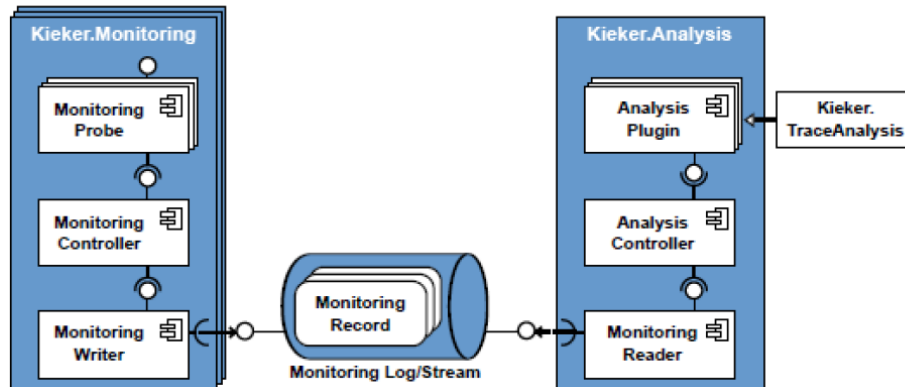 Kieker.Monitoring
Monitoring
Probe
Monitoring
Controller
Monitoring
Writer
Monitoring
Record
Monitoring Log/Stream
Kieker.Analysis
Analysis
Plugin
Kieker.
TraceAnalysis
Analysis
Controller
Monitoring
Reader